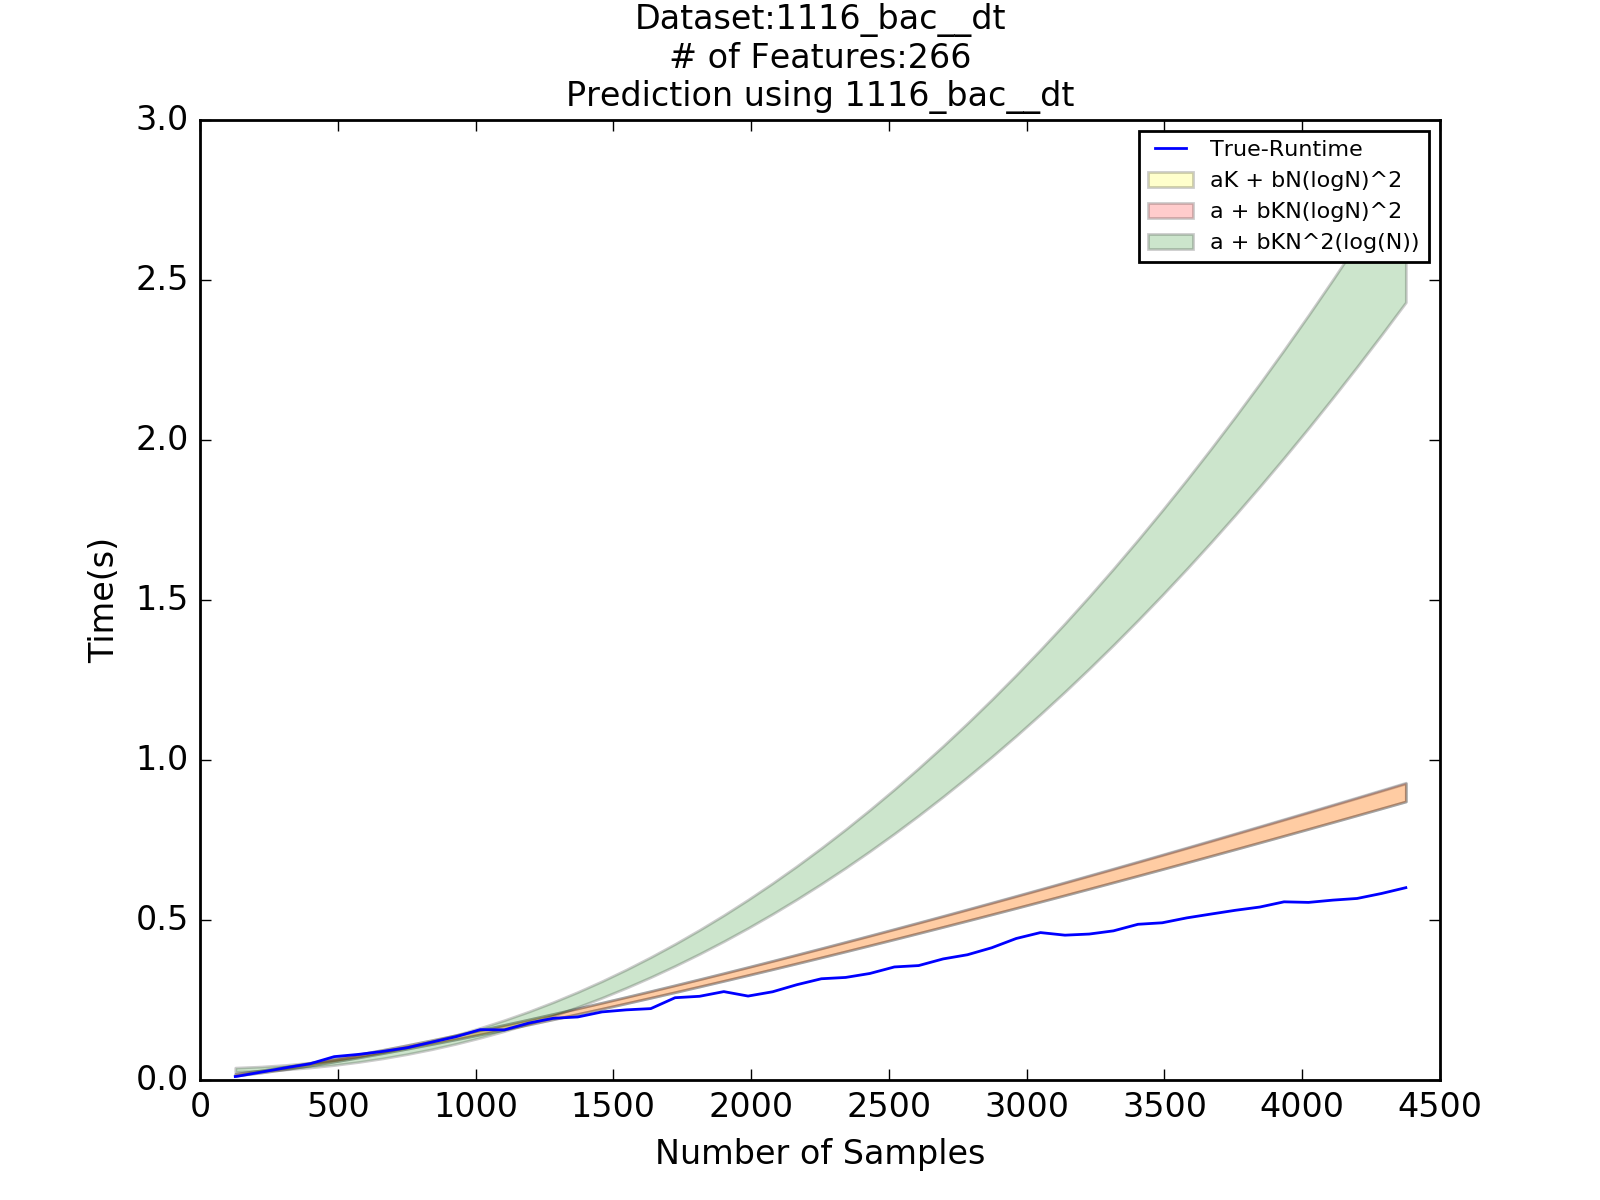 Dataset:1116_bac__dt
# of Features:266
Prediction using 1116_bac__dt
3.0
2.5
2.0
1.5
1.0
0.5
0.0
Time(s)
True-Runtime
aK + bN(logN)^2
a + bKN(logN)^2
a + bKN^2(log(N))
0 500 1000 1500 2000 2500 3000 3500 4000 4500
Number of Samples